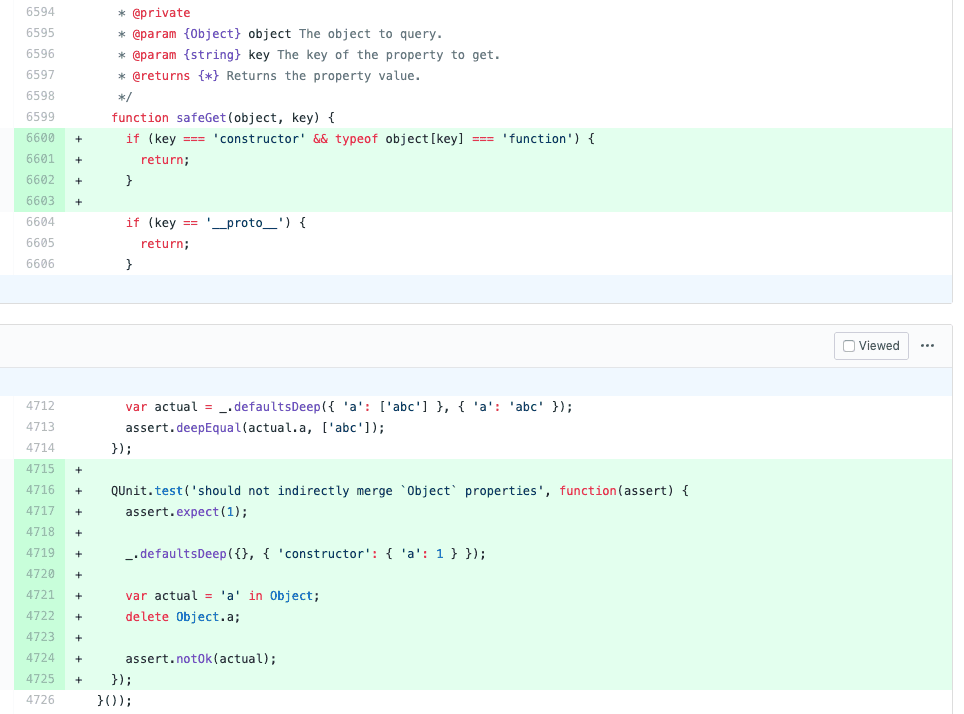 6594 * @private
6595 * @param {Object} object The object to query.
6596 * @param {string} key The key of the property to get.
6597 * @returns {*} Returns the property value.
6598 */
6599 function safeGet(object, key) {
6600 + if (key === 'constructor' && typeof object[key] === 'function') {
6601 + return;
6602 + }
6603 +
6604 if (key == '__proto__') {
6605 return;
6606 }
Viewed ...
4712 var actual = _.defaultsDeep({ 'a': ['abc'] }, { 'a': 'abc' });
4713 assert.deepEqual(actual.a, ['abc']);
4714 });
4715 +
4716 + QUnit.test('should not indirectly merge `Object` properties', function(assert) {
4717 + assert.expect(1);
4718 +
4719 + _.defaultsDeep({}, { 'constructor': { 'a': 1 } });
4720 +
4721 + var actual = 'a' in Object;
4722 + delete Object.a;
4723 +
4724 + assert.notOk(actual);
4725 + });
4726 }());